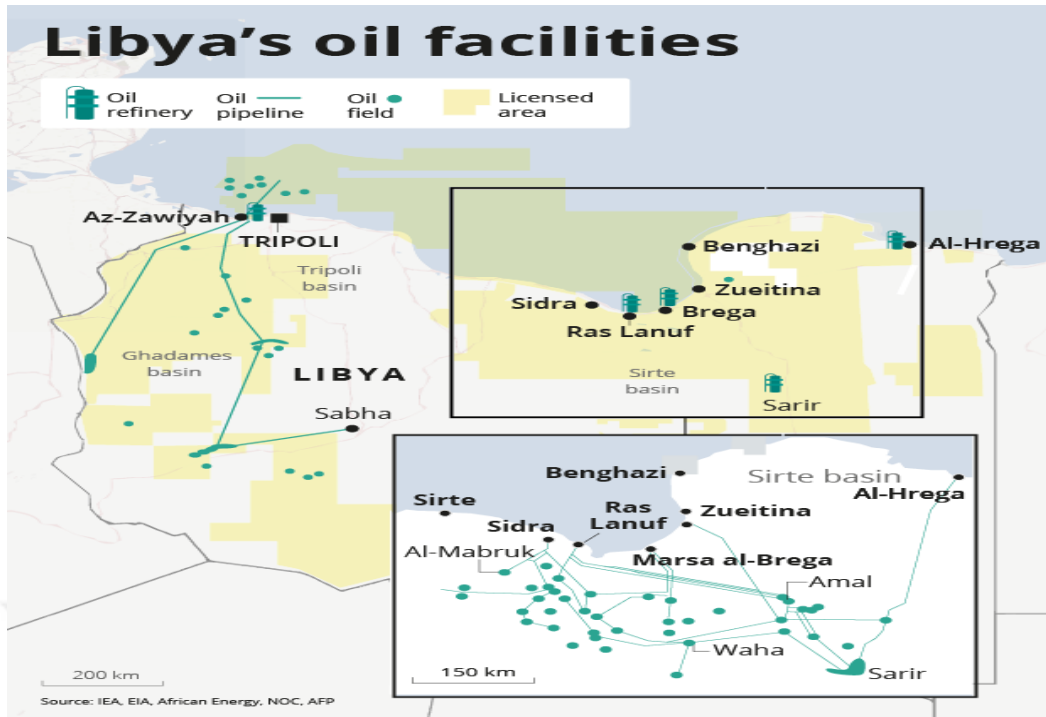 Libya's oil facilities
Oil
refinery
Oil
pipeline
Oil
field
Licensed
area
Az-Zawiyah
TRIPOLI
Tripoli
basin
Ghadames
basin
LIBYA
Sabha
Benghazi
Al-Hrega
Zueitina
Sidra
Brega
Ras Lanuf
Sirte
basin
Sarir
Benghazi
Sirte basin
Al-Hrega
Sirte
Ras
Lanuf
Zueitina
Sidra
Al-Mabruk
Marsa al-Brega
Amal
Waha
Sarir
150 km
200 km
Source: IEA, EIA, African Energy, NOC, AFP